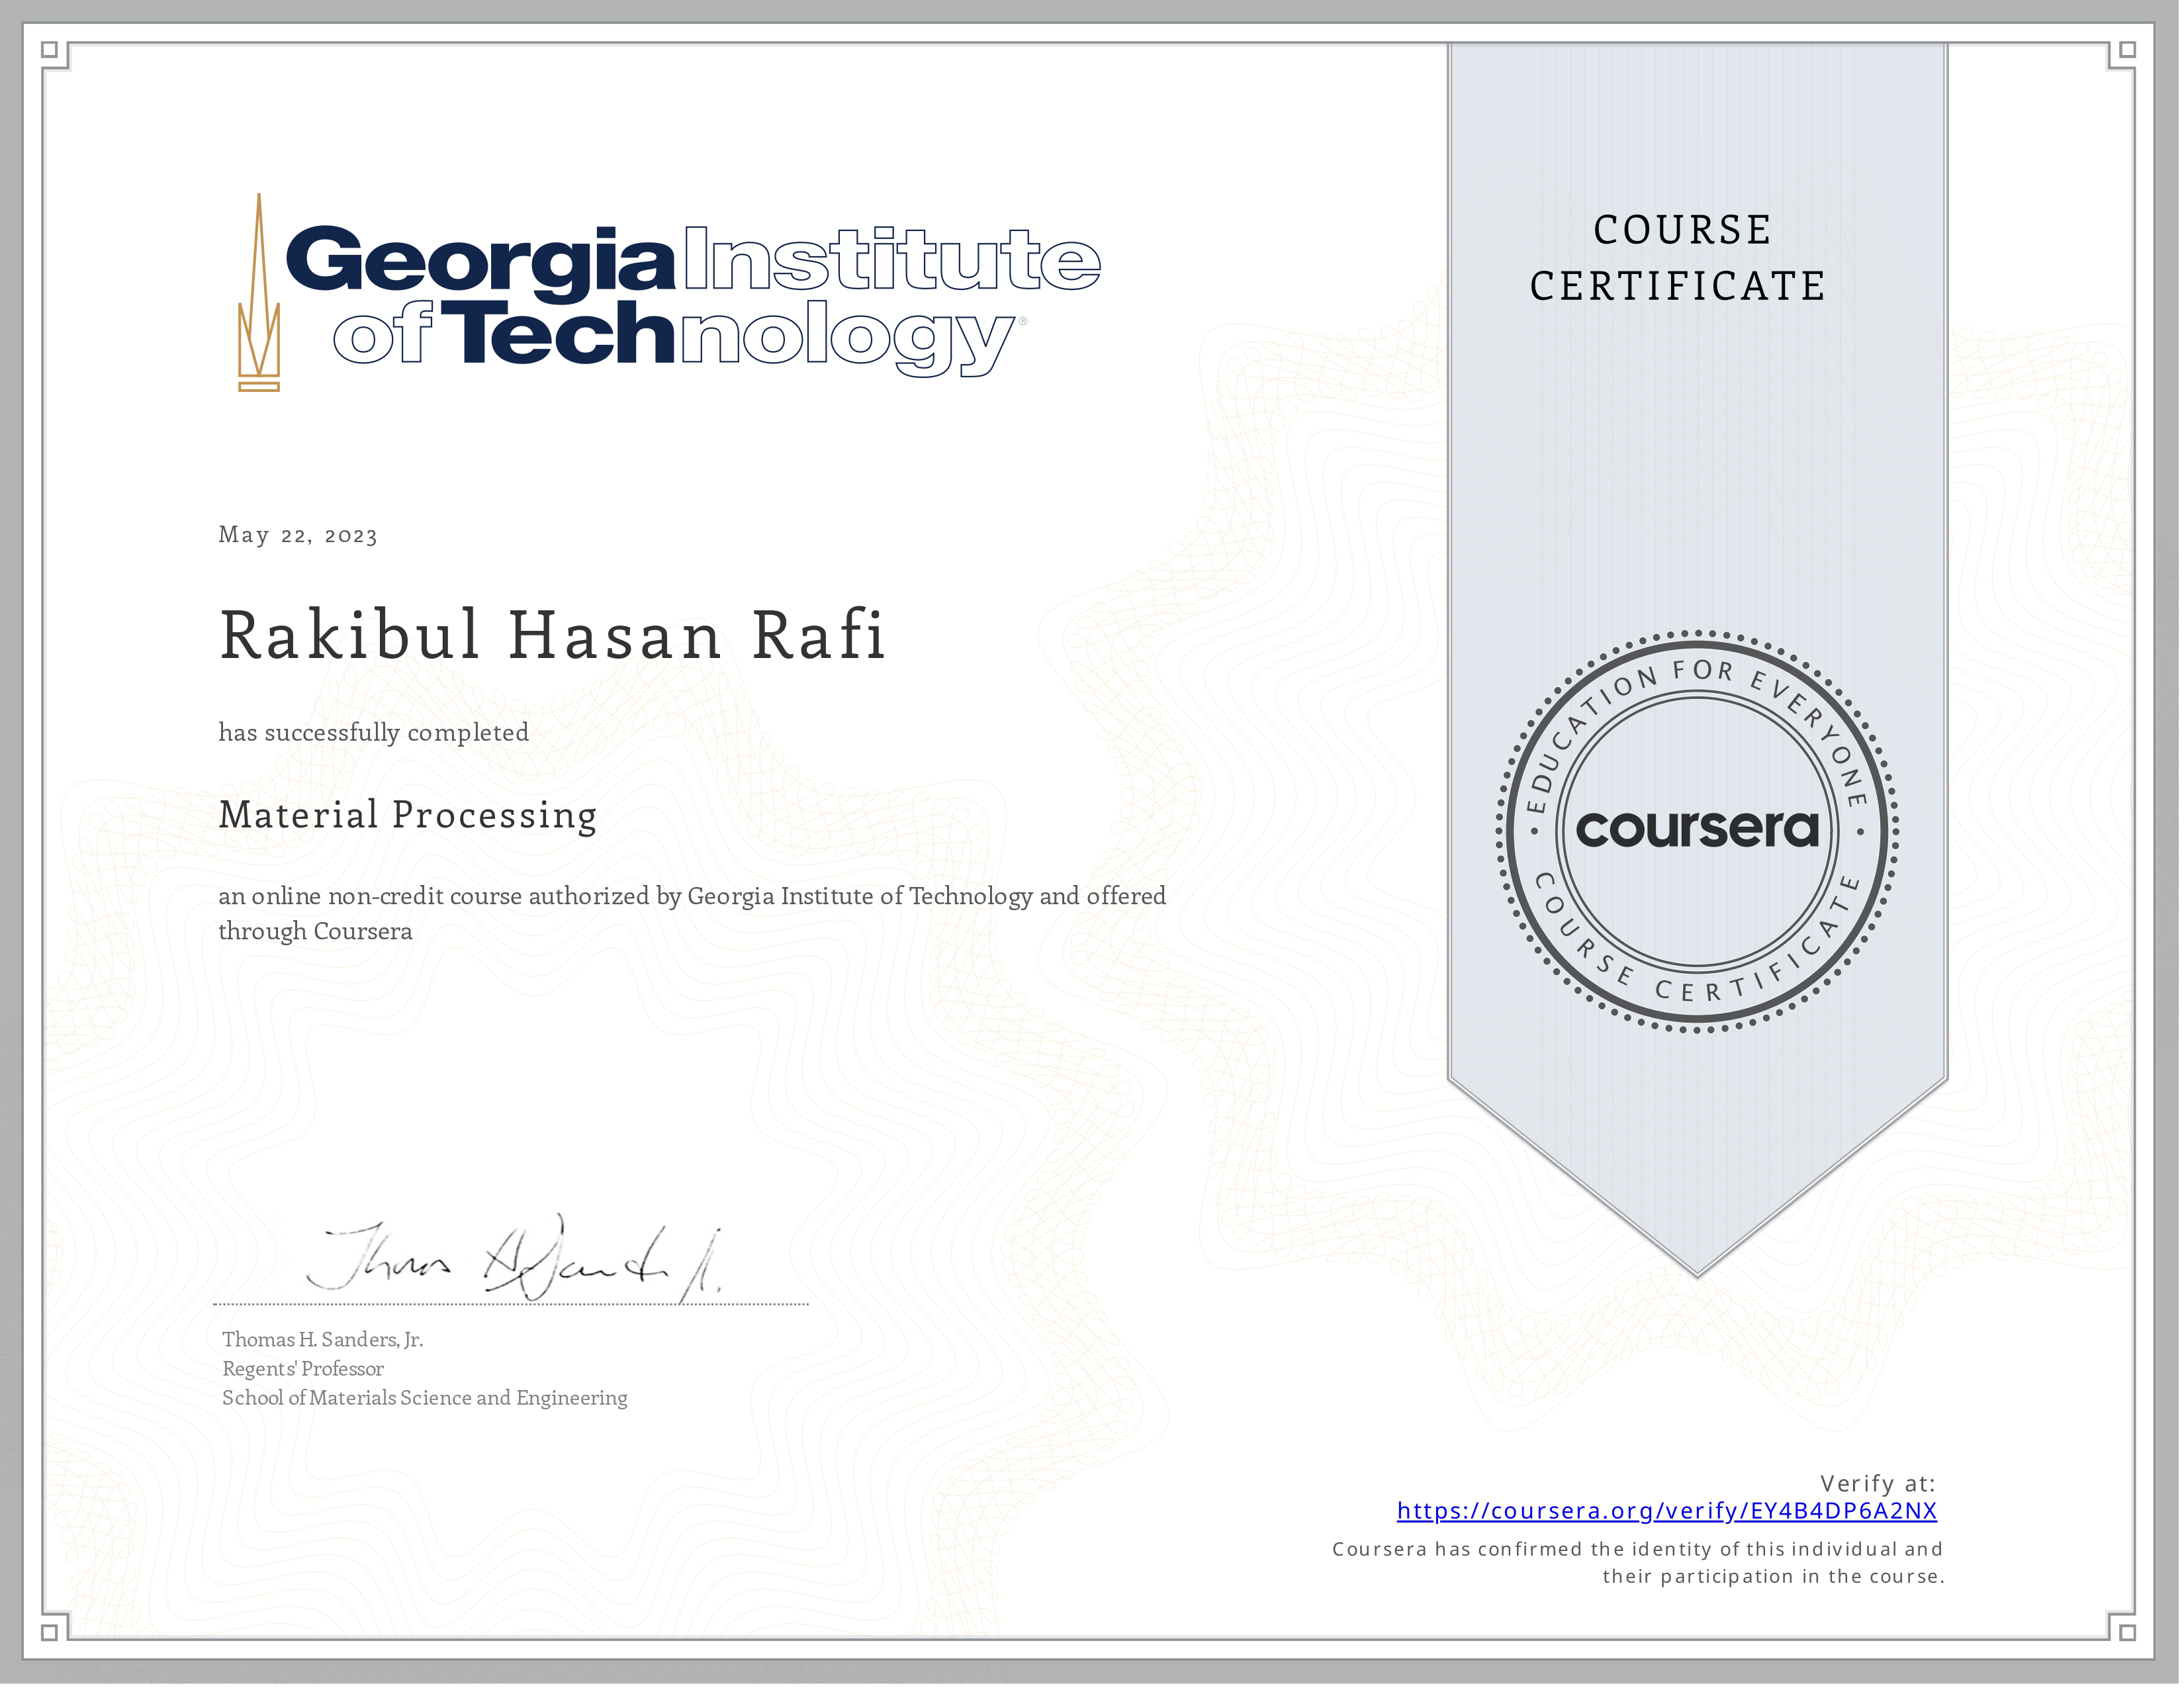 Georgia Institute
of Technology®
COURSE
CERTIFICATE
May 22, 2023
Rakibul Hasan Rafi
has successfully completed
Material Processing
an online non-credit course authorized by Georgia Institute of Technology and offered
through Coursera
EDUCATION FOR EVERYONE
coursera
COURSE CERTIFICATE
Thomas H. Sanders, Jr.
Regents' Professor
School of Materials Science and Engineering
Verify at:
https://coursera.org/verify/EY4B4DP6A2NX
Coursera has confirmed the identity of this individual and
their participation in the course.